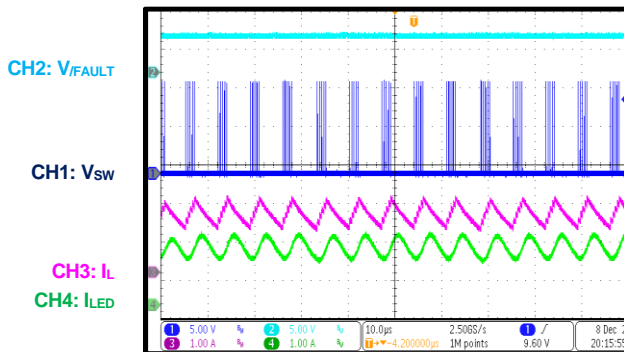 T
CH2: V/FAULT
2
CH1: VSW
1
CH3: IL
3
CH4: ILED
4
1 5.00 V 2 5.00 V 10.0µs 2.50GS/s 1
3 1.00 A 4 1.00 A T→▼-4.200000µs 1M points 9.60 V
8 Dec 2
20:15:55